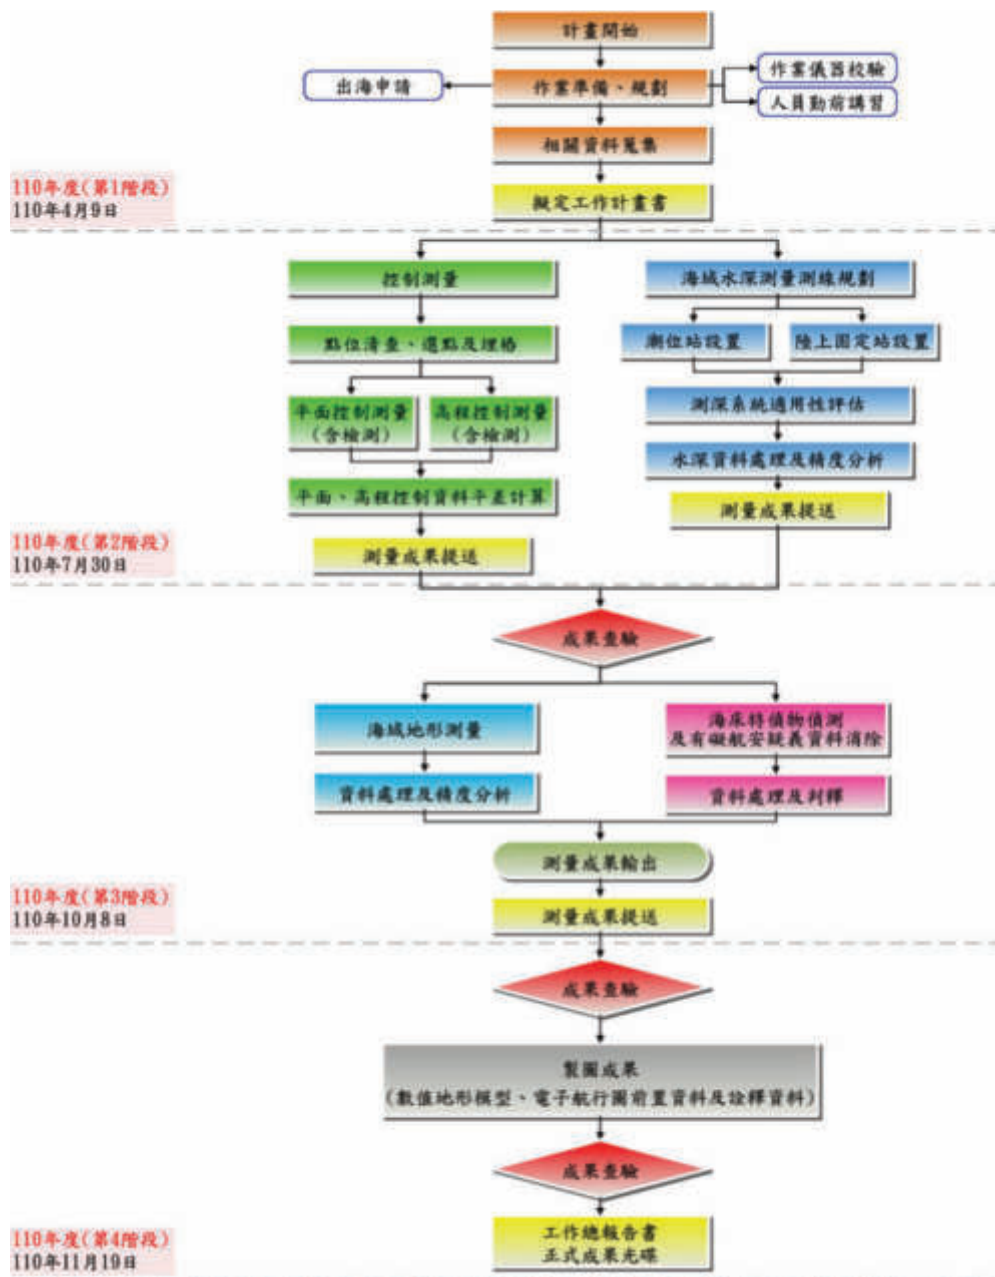 計畫開始
出海申請
作業準備、規劃
作業儀器校驗
人員勤前講習
相關資料蒐集
110年度(第1階段)
110年4月9日
擬定工作計畫書
控制測量
海域水深測量測線規劃
點位清查、選點及埋樁
潮位站設置
陸上固定站設置
平面控制測量
(含檢測)
高程控制測量
(含檢測)
測深系統適用性評估
水深資料處理及精度分析
平面、高程控制資料平差計算
測量成果提送
110年度(第2階段)
110年7月30日
測量成果提送
成果查驗
海域地形測量
海床特徵物偵測
及有礙航安疑義資料消除
資料處理及精度分析
資料處理及判釋
測量成果輸出
110年度(第3階段)
110年10月8日
測量成果提送
成果查驗
製圖成果
(數值地形模型、電子航行圖前置資料及詮釋資料)
成果查驗
110年度(第4階段)
110年11月19日
工作總報告書
正式成果光碟